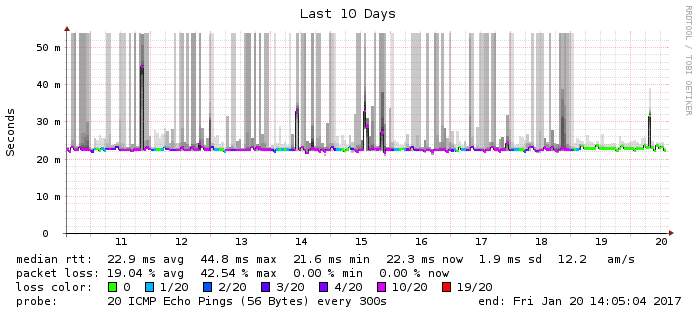 Last 10 Days
RRDTOOL / TOBI OETIKER
Seconds
50 m
40 m
30 m
20 m
10 m
0
11 12 13 14 15 16 17 18 19 20
median rtt: 22.9 ms avg 44.8 ms max 21.6 ms min 22.3 ms now 1.9 ms sd 12.2 am/s
packet loss: 19.04 % avg 42.54 % max 0.00 % min 0.00 % now
loss color: 0 1/20 2/20 3/20 4/20 10/20 19/20
probe: 20 ICMP Echo Pings (56 Bytes) every 300s end: Fri Jan 20 14:05:04 2017